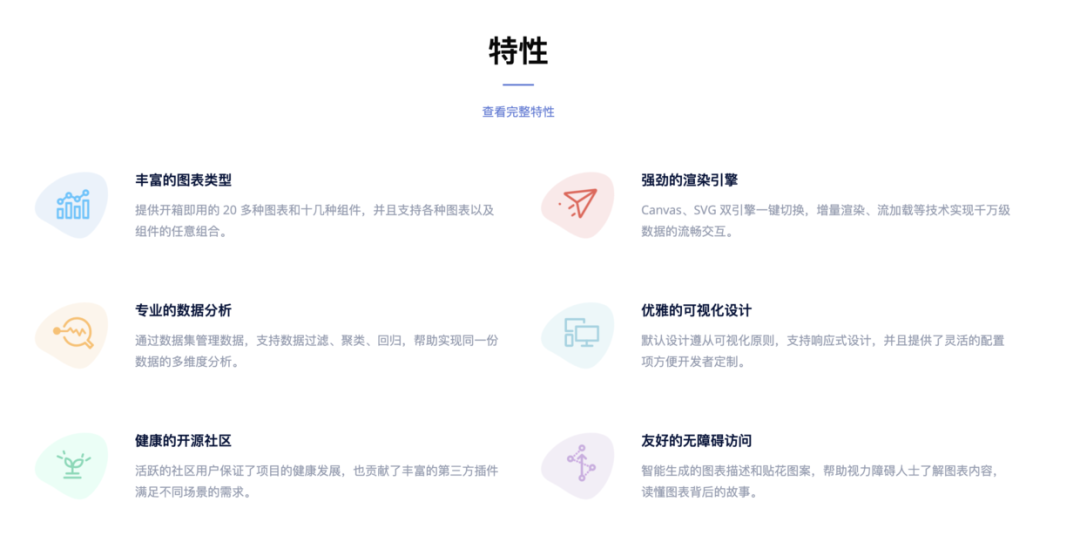 特性
查看完整特性
丰富的图表类型
提供开箱即用的 20 多种图表和十几种组件，并且支持各种图表以及
组件的任意组合。
强劲的渲染引擎
Canvas、SVG 双引擎一键切换，增量渲染、流加载等技术实现千万级
数据的流畅交互。
专业的数据分析
通过数据集管理数据，支持数据过滤、聚类、回归，帮助实现同一份
数据的多维度分析。
优雅的可视化设计
默认设计遵从可视化原则，支持响应式设计，并且提供了灵活的配置
项方便开发者定制。
健康的开源社区
活跃的社区用户保证了项目的健康发展，也贡献了丰富的第三方插件
满足不同场景的需求。
友好的无障碍访问
智能生成的图表描述和贴花图案，帮助视力障碍人士了解图表内容，
读懂图表背后的故事。